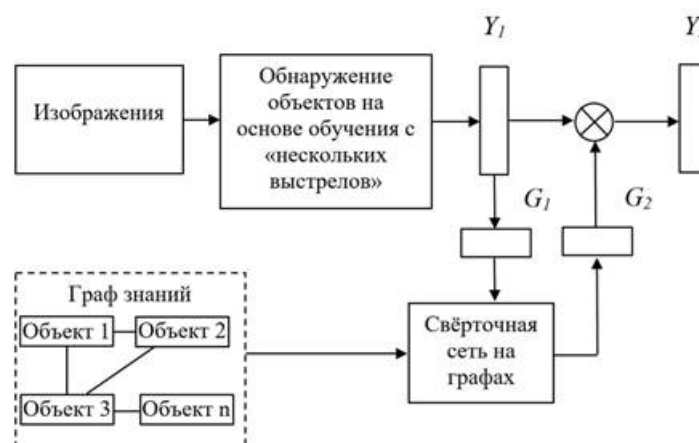 Y₁
Y
Изображения
Обнаружение
объектов на
основе обучения с
«нескольких
выстрелов»
G₁
G₂
Граф знаний
Объект 1
Объект 2
Объект 3
Объект n
Свёрточная
сеть на
графах